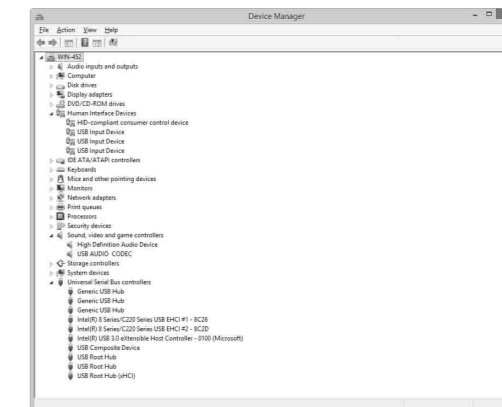 Device Manager
File Action View Help
WIN-452
Audio inputs and outputs
Computer
Disk drives
Display adapters
DVD/CD-ROM drives
Human Interface Devices
HID-compliant consumer control device
USB Input Device
USB Input Device
USB Input Device
IDE ATA/ATAPI controllers
Keyboards
Mice and other pointing devices
Monitors
Network adapters
Print queues
Processors
Security devices
Sound, video and game controllers
High Definition Audio Device
USB AUDIO CODEC
Storage controllers
System devices
Universal Serial Bus controllers
Generic USB Hub
Generic USB Hub
Generic USB Hub
Intel(R) 8 Series/C220 Series USB EHCI #1 - 8C26
Intel(R) 8 Series/C220 Series USB EHCI #2 - 8C2D
Intel(R) USB 3.0 eXtensible Host Controller - 0100 (Microsoft)
USB Composite Device
USB Root Hub
USB Root Hub
USB Root Hub (xHCI)